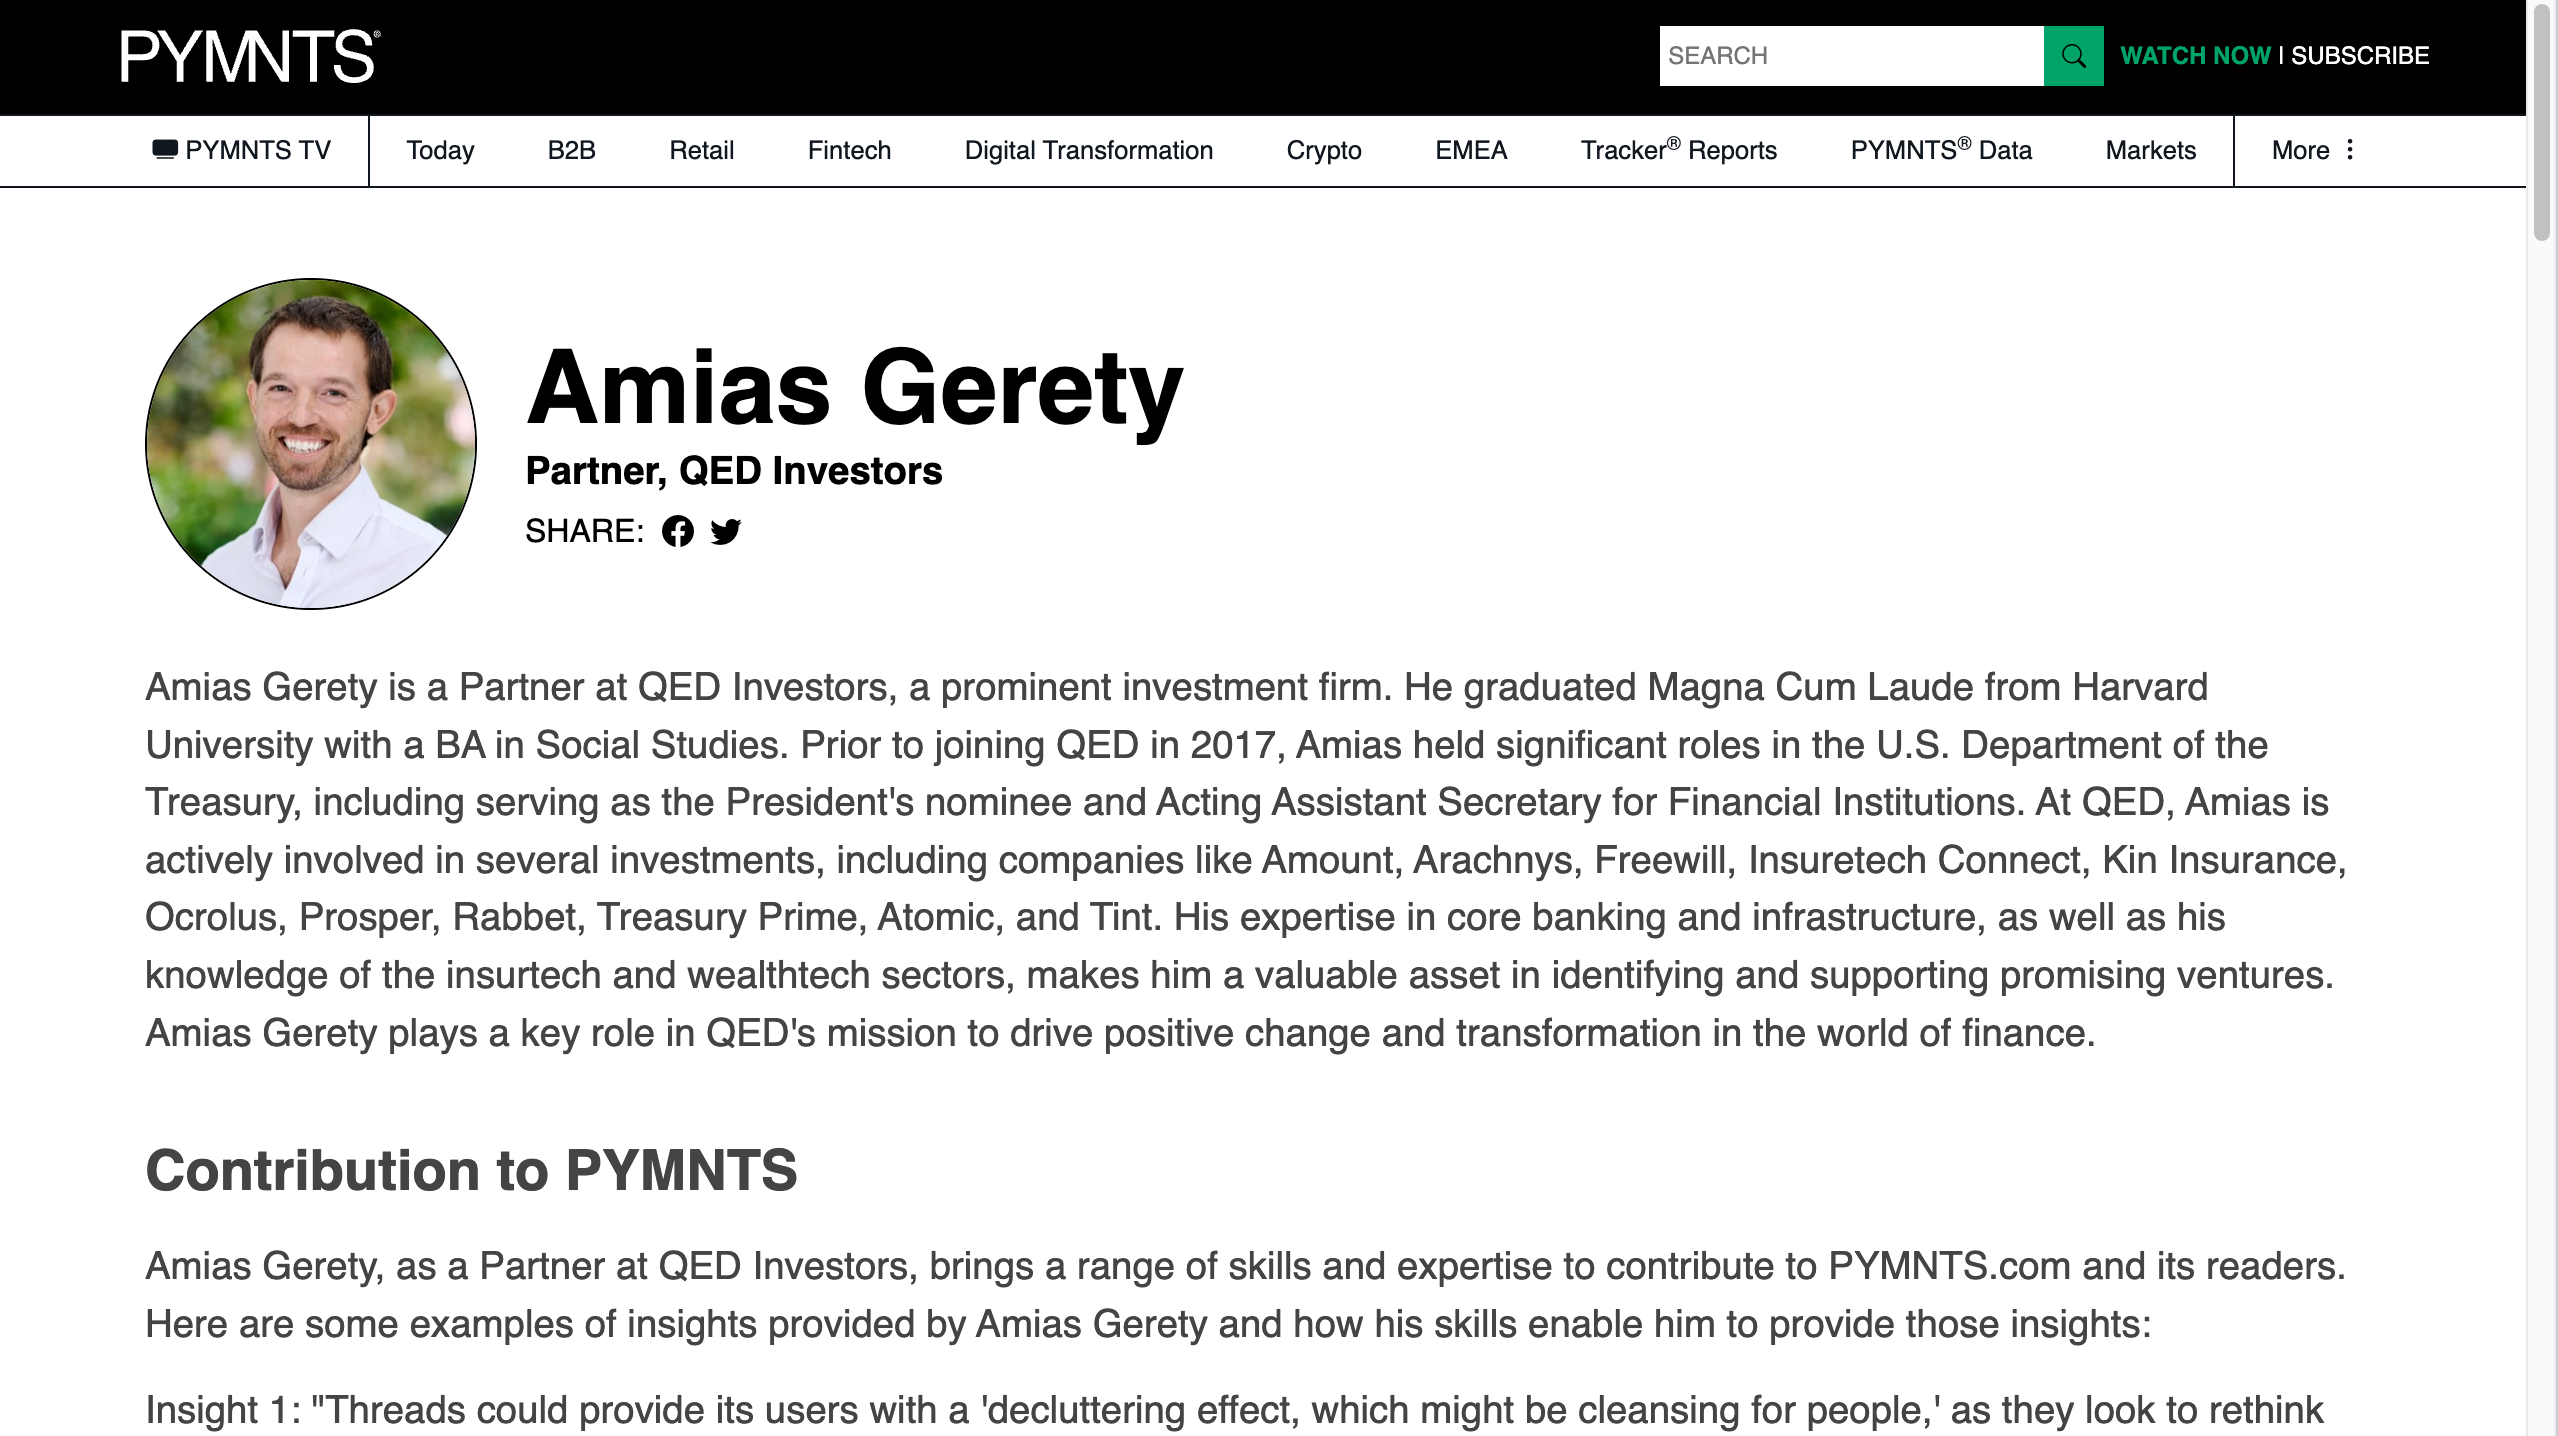 PYMNTS®
SEARCH
WATCH NOW | SUBSCRIBE
PYMNTS TV
Today
B2B
Retail
Fintech
Digital Transformation
Crypto
EMEA
Tracker® Reports
PYMNTS® Data
Markets
More
Amias Gerety
Partner, QED Investors
SHARE:
Amias Gerety is a Partner at QED Investors, a prominent investment firm. He graduated Magna Cum Laude from Harvard
University with a BA in Social Studies. Prior to joining QED in 2017, Amias held significant roles in the U.S. Department of the
Treasury, including serving as the President's nominee and Acting Assistant Secretary for Financial Institutions. At QED, Amias is
actively involved in several investments, including companies like Amount, Arachnys, Freewill, Insuretech Connect, Kin Insurance,
Ocrolus, Prosper, Rabbet, Treasury Prime, Atomic, and Tint. His expertise in core banking and infrastructure, as well as his
knowledge of the insurtech and wealthtech sectors, makes him a valuable asset in identifying and supporting promising ventures.
Amias Gerety plays a key role in QED's mission to drive positive change and transformation in the world of finance.
Contribution to PYMNTS
Amias Gerety, as a Partner at QED Investors, brings a range of skills and expertise to contribute to PYMNTS.com and its readers.
Here are some examples of insights provided by Amias Gerety and how his skills enable him to provide those insights:
Insight 1: "Threads could provide its users with a 'decluttering effect, which might be cleansing for people,' as they look to rethink